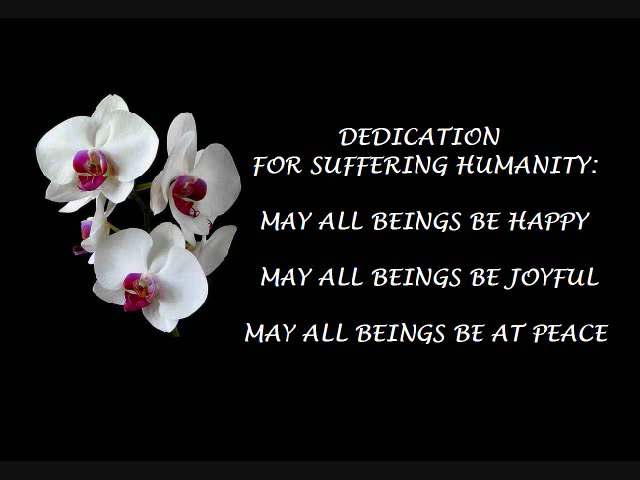 DEDICATION
FOR SUFFERING HUMANITY:
MAY ALL BEINGS BE HAPPY
MAY ALL BEINGS BE JOYFUL
MAY ALL BEINGS BE AT PEACE